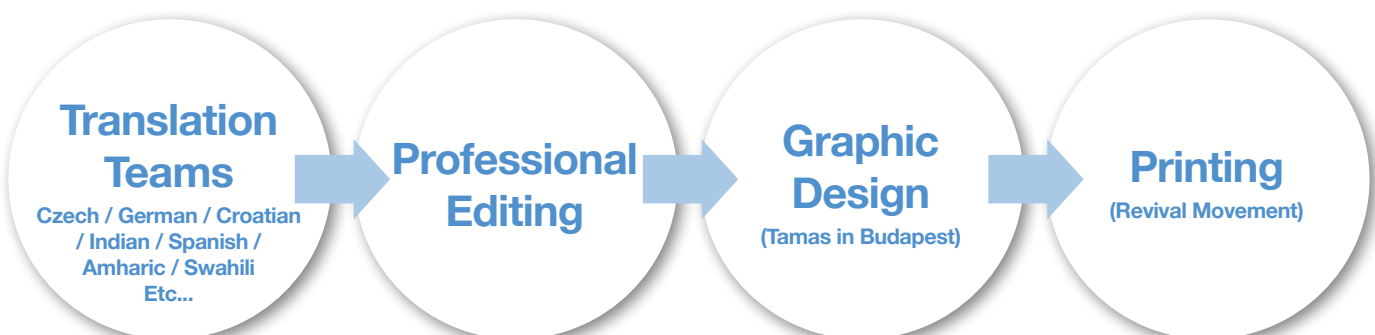 Translation
Teams
Czech / German / Croatian
/ Indian / Spanish /
Amharic / Swahili
Etc...
Professional
Editing
Graphic
Design
(Tamas in Budapest)
Printing
(Revival Movement)